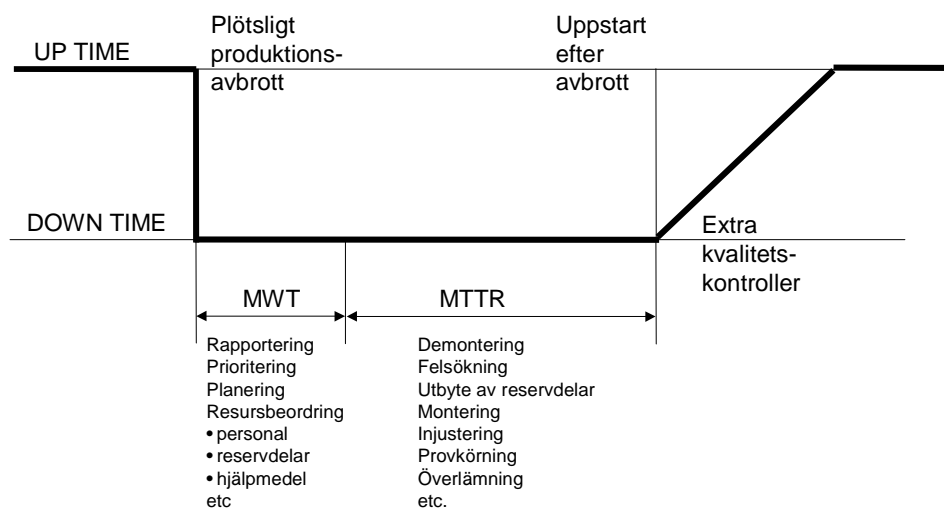 Plötsligt
produktions-
avbrott
Uppstart
efter
avbrott
UP TIME
DOWN TIME
Extra
kvalitets-
kontroller
MWT
MTTR
Rapportering
Prioritering
Planering
Resursbeordring
• personal
• reservdelar
• hjälpmedel
etc
Demontering
Felsökning
Utbyte av reservdelar
Montering
Injustering
Provkörning
Överlämning
etc.